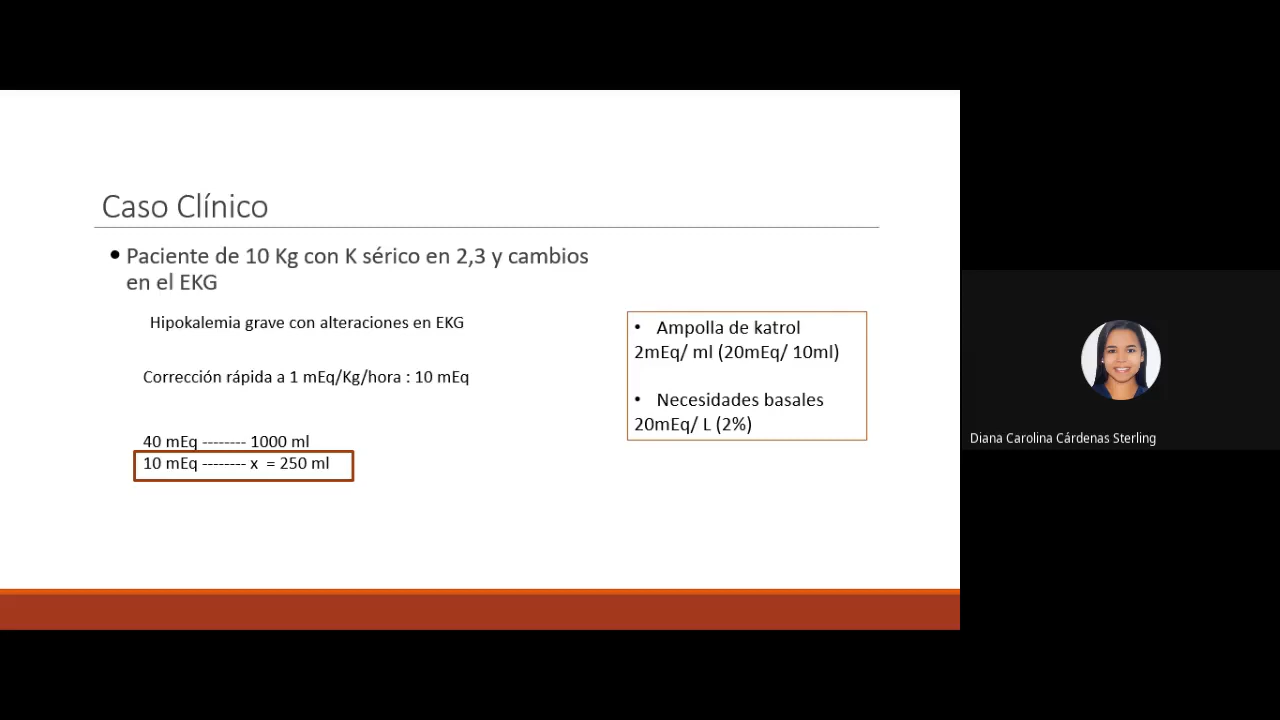 Caso Clínico
• Paciente de 10 Kg con K sérico en 2,3 y cambios
en el EKG
Hipokalemia grave con alteraciones en EKG
Corrección rápida a 1 mEq/Kg/hora : 10 mEq
40 mEq -------- 1000 ml
10 mEq -------- x = 250 ml
• Ampolla de katrol
2mEq/ ml (20mEq/ 10ml)
• Necesidades basales
20mEq/ L (2%)
Diana Carolina Cárdenas Sterling